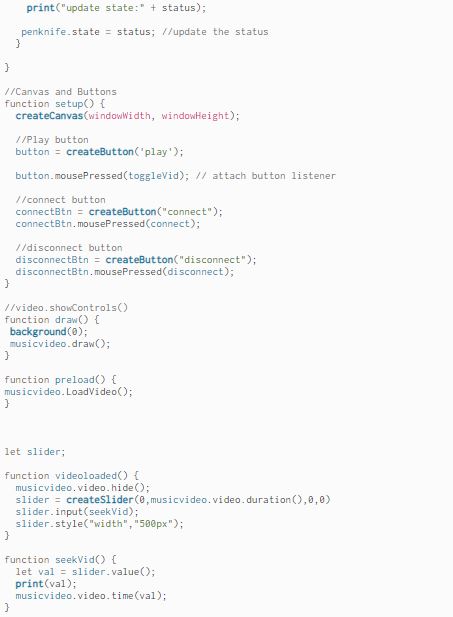 print("update state:" + status);
penknife.state = status; //update the status
}
}
//Canvas and Buttons
function setup() {
createCanvas(windowWidth, windowHeight);
//Play button
button = createButton('play');
button.mousePressed(toggleVid); // attach button listener
//connect button
connectBtn = createButton("connect");
connectBtn.mousePressed(connect);
//disconnect button
disconnectBtn = createButton("disconnect");
disconnectBtn.mousePressed(disconnect);
}
//video.showControls()
function draw() {
background(0);
musicvideo.draw();
}
function preload() {
musicvideo.LoadVideo();
}
let slider;
function videoloaded() {
musicvideo.video.hide();
slider = createSlider(0,musicvideo.video.duration(),0,0)
slider.input(seekVid);
slider.style("width","500px");
}
function seekVid() {
let val = slider.value();
print(val);
musicvideo.video.time(val);
}